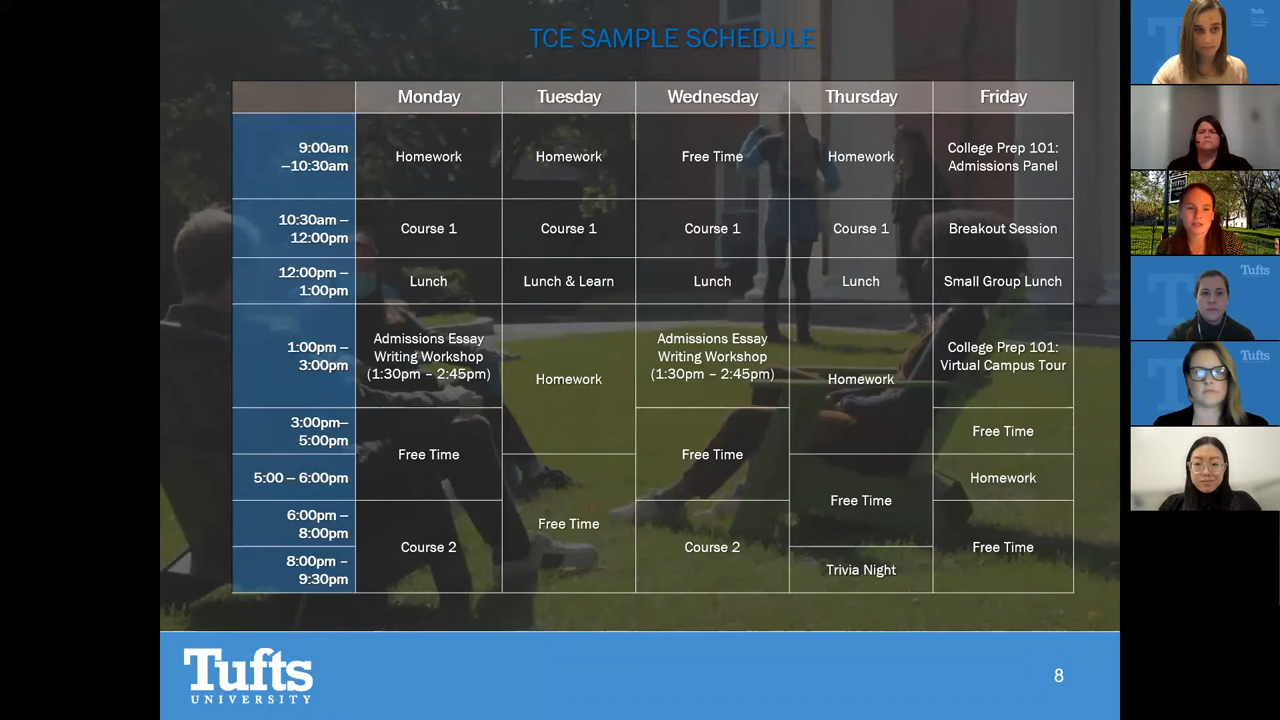 TCE SAMPLE SCHEDULE
Monday Tuesday Wednesday Thursday Friday
9:00am
–10:30am
Homework
Homework
Free Time
Homework
College Prep 101:
Admissions Panel
10:30am –
12:00pm
Course 1
Course 1
Course 1
Course 1
Breakout Session
12:00pm –
1:00pm
Lunch
Lunch & Learn
Lunch
Lunch
Small Group Lunch
1:00pm –
3:00pm
Admissions Essay
Writing Workshop
(1:30pm – 2:45pm)
Homework
Admissions Essay
Writing Workshop
(1:30pm – 2:45pm)
Homework
College Prep 101:
Virtual Campus Tour
3:00pm–
5:00pm
Free Time
Free Time
Free Time
5:00 – 6:00pm
Free Time
Homework
6:00pm –
8:00pm
Course 2
Free Time
Course 2
Free Time
8:00pm –
9:30pm
Trivia Night
Tufts
UNIVERSITY
8
Tufts
TUFTS
Tufts
Tufts